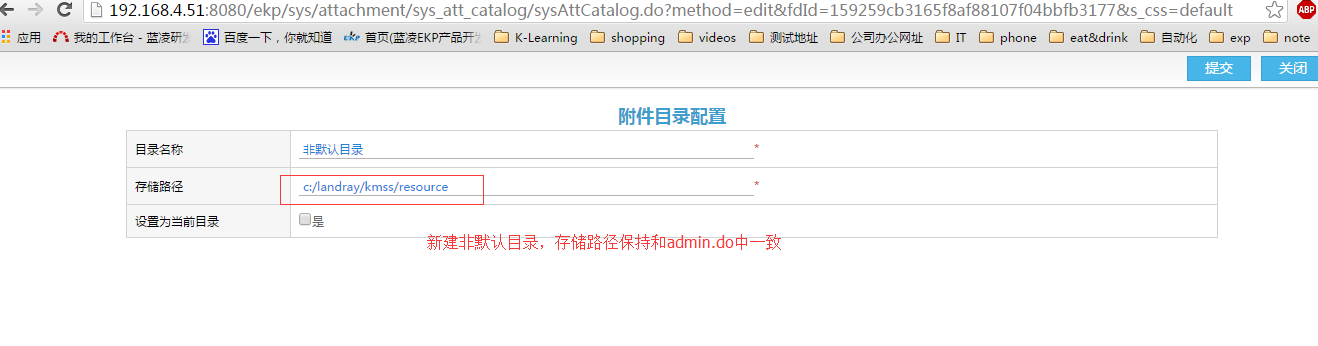 192.168.4.51:8080/ekp/sys/attachment/sys_att_catalog/sysAttCatalog.do?method=edit&fdId=159259cb3165f8af88107f04bbfb3177&s_css=default
ABP
应用 我的工作台 - 蓝凌研发 百度一下，你就知道 EKP 首页(蓝凌EKP产品开发 K-Learning shopping videos 测试地址 公司办公网址 IT phone eat&drink 自动化 exp note
提交 关闭
附件目录配置
目录名称 非默认目录 *
存储路径 c:/landray/kmss/resource *
设置为当前目录 是
新建非默认目录，存储路径保持和admin.do中一致